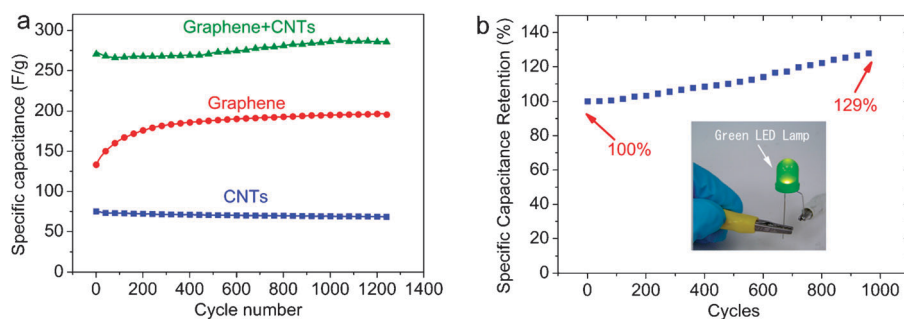 a
Specific capacitance (F/g)
300
250
200
150
100
50
0
Graphene+CNTs
Graphene
CNTs
0 200 400 600 800 1000 1200 1400
Cycle number
b
Specific Capacitance Retention (%)
140
120
100
80
60
40
20
0
100%
129%
Green LED Lamp
0 200 400 600 800 1000
Cycles